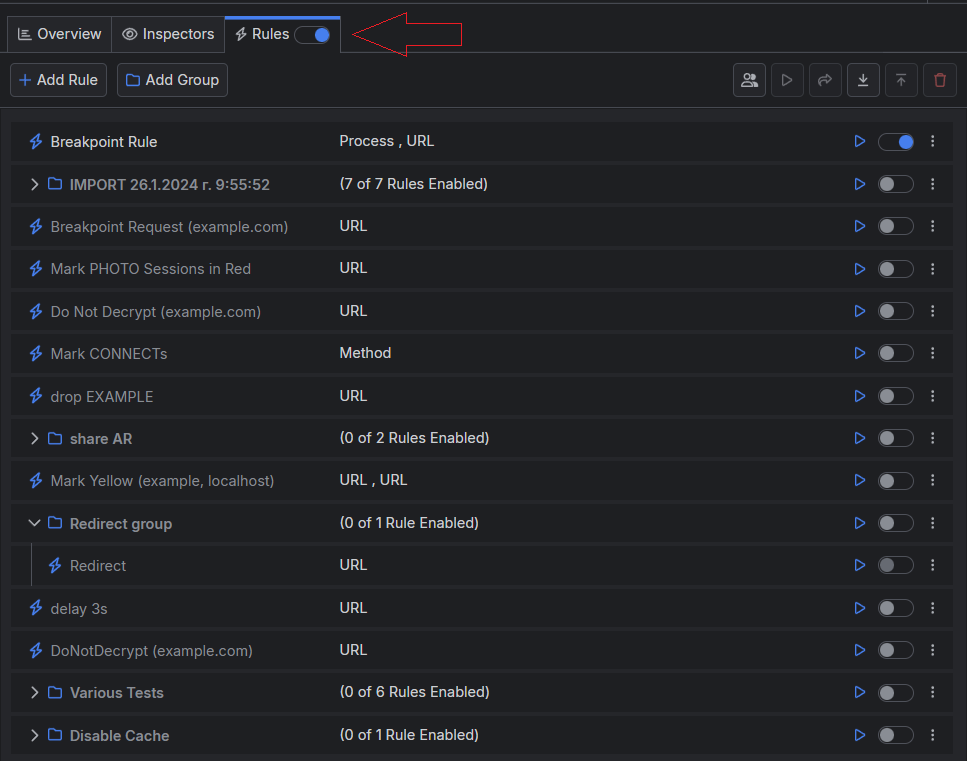 Overview Inspectors Rules
Add Rule Add Group
Breakpoint Rule Process , URL
IMPORT 26.1.2024 г. 9:55:52 (7 of 7 Rules Enabled)
Breakpoint Request (example.com) URL
Mark PHOTO Sessions in Red URL
Do Not Decrypt (example.com) URL
Mark CONNECTs Method
drop EXAMPLE URL
share AR (0 of 2 Rules Enabled)
Mark Yellow (example, localhost) URL , URL
Redirect group (0 of 1 Rule Enabled)
Redirect URL
delay 3s URL
DoNotDecrypt (example.com) URL
Various Tests (0 of 6 Rules Enabled)
Disable Cache (0 of 1 Rule Enabled)